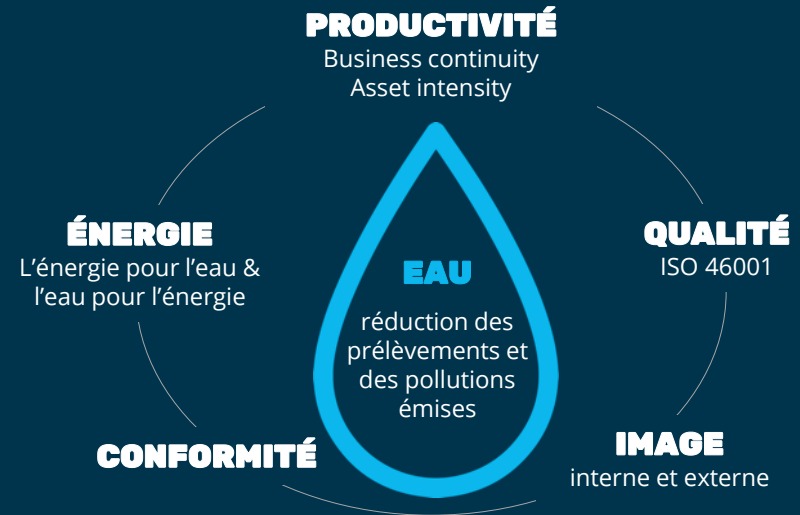 PRODUCTIVITÉ
Business continuity
Asset intensity
ÉNERGIE
L’énergie pour l’eau &
l’eau pour l’énergie
QUALITÉ
ISO 46001
EAU
réduction des
prélèvements et
des pollutions
émises
CONFORMITÉ
IMAGE
interne et externe